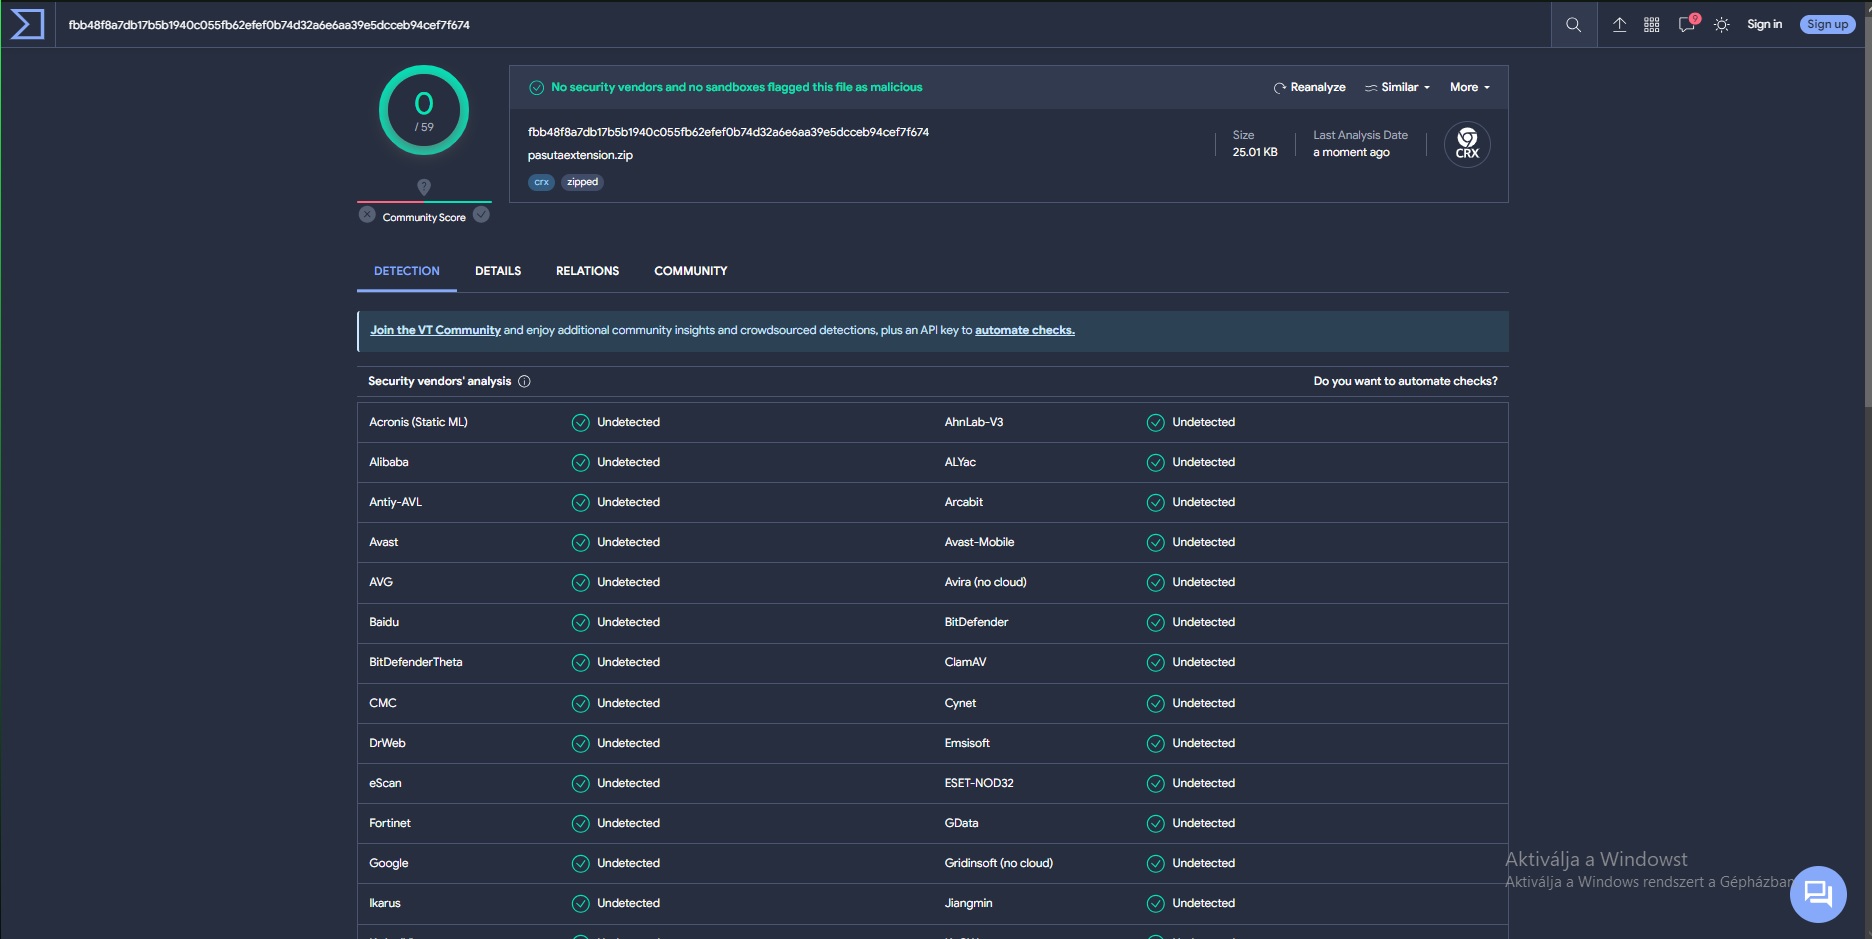 fbb48f8a7db17b5b1940c055fb62efef0b74d32a6e6aa39e5dcceb94cef7f674
?
Sign in
Sign up
0
/ 59
?
Community Score
No security vendors and no sandboxes flagged this file as malicious
Reanalyze
Similar
More
fbb48f8a7db17b5b1940c055fb62efef0b74d32a6e6aa39e5dcceb94cef7f674
pasutaextension.zip
crx
zipped
Size
25.01 KB
Last Analysis Date
a moment ago
CRX
DETECTION
DETAILS
RELATIONS
COMMUNITY
Join the VT Community and enjoy additional community insights and crowdsourced detections, plus an API key to automate checks.
Security vendors' analysis
Do you want to automate checks?
Acronis (Static ML) Undetected AhnLab-V3 Undetected
Alibaba Undetected ALYac Undetected
Antiy-AVL Undetected Arcabit Undetected
Avast Undetected Avast-Mobile Undetected
AVG Undetected Avira (no cloud) Undetected
Baidu Undetected BitDefender Undetected
BitDefenderTheta Undetected ClamAV Undetected
CMC Undetected Cynet Undetected
DrWeb Undetected Emsisoft Undetected
eScan Undetected ESET-NOD32 Undetected
Fortinet Undetected GData Undetected
Google Undetected Gridinsoft (no cloud) Undetected
Ikarus Undetected Jiangmin Undetected
Aktiválja a Windowst
Aktiválja a Windows rendszert a Gépházban